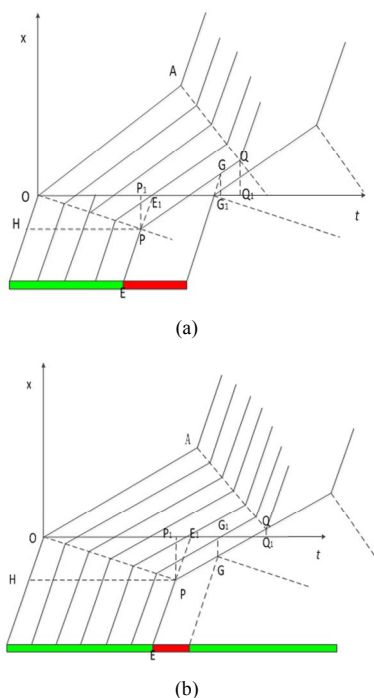 x
A
G
Q
O
P₁
E₁
G₁
Q₁
t
H
P
E
(a)
x
A
Q
O
P₁
E₁
G₁
Q₁
t
H
P
G
E
(b)